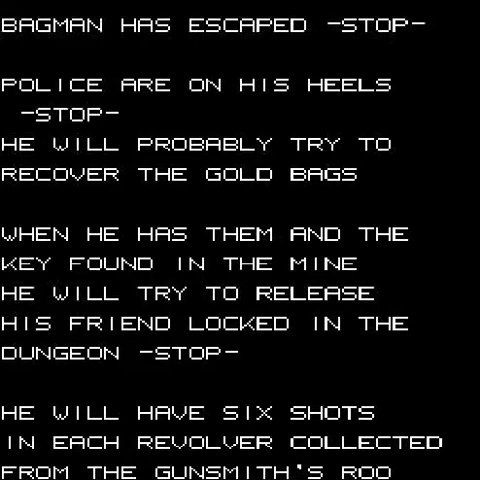 BAGMAN HAS ESCAPED -STOP-
POLICE ARE ON HIS HEELS
-STOP-
HE WILL PROBABLY TRY TO
RECOVER THE GOLD BAGS
WHEN HE HAS THEM AND THE
KEY FOUND IN THE MINE
HE WILL TRY TO RELEASE
HIS FRIEND LOCKED IN THE
DUNGEON -STOP-
HE WILL HAVE SIX SHOTS
IN EACH REVOLVER COLLECTED
FROM THE GUNSMITH'S ROO